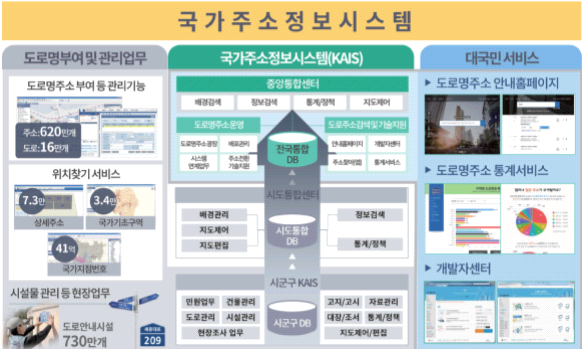 국가주소정보시스템
도로명부여 및 관리업무
도로명주소 부여 등 관리기능
주소:620만개
도로:16만개
위치찾기 서비스
7.3만
상세주소
3.4만
국가기초구역
41억
국가지점번호
시설물 관리 등 현장업무
도로안내시설
730만개
세종대로
209
국가주소정보시스템(KAIS)
중앙통합센터
배경검색
정보검색
통계/정책
지도제어
도로명주소 운영
도로명주소광장
배포관리
시스템
연계업무
주소전환
기술지원
전국통합
DB
도로주소검색 및 기술지원
안내홈페이지
개발자센터
주소찾아(앱)
통계서비스
시도통합센터
배경관리
지도제어
지도편집
시도통합
DB
정보검색
통계/정책
시군구 KAIS
민원업무 건물관리
도로관리 시설관리
현장조사 업무
시군구 DB
고지/고시 자료관리
대장/조서 통계/정책
지도제어/편집
대국민 서비스
도로명주소 안내홈페이지
도로명주소 통계서비스
개발자센터